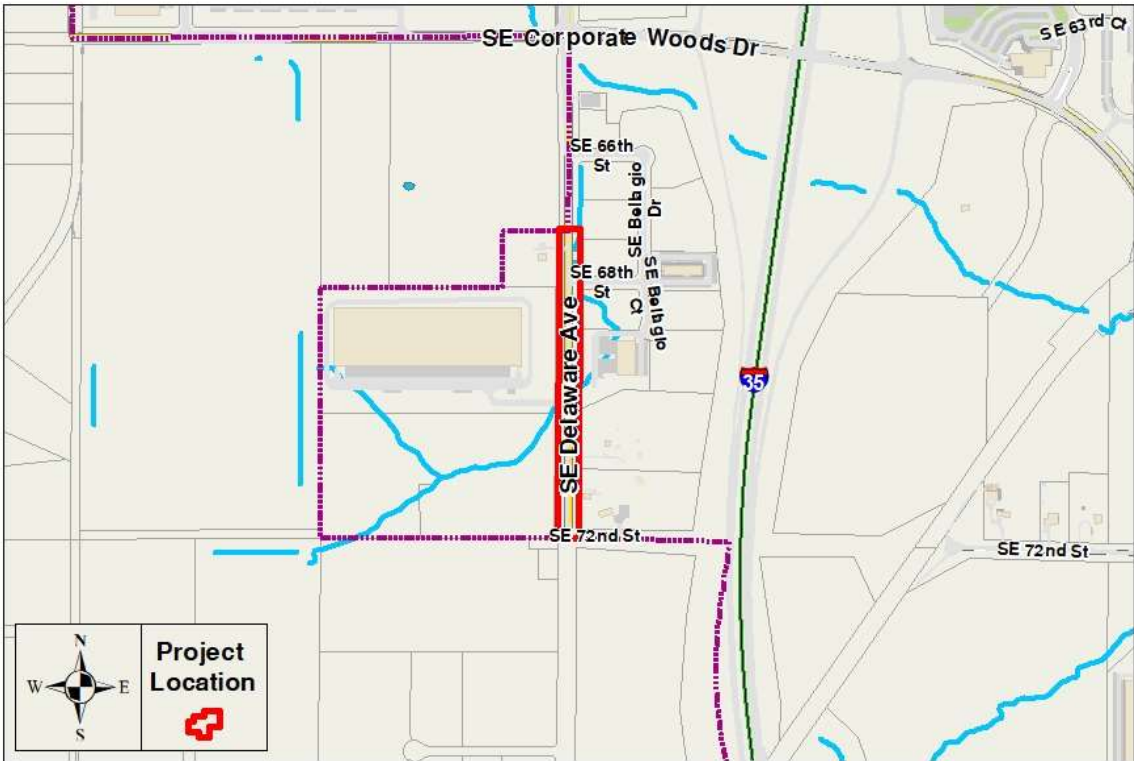 SE Corporate Woods Dr
SE 63rd Ct
SE 66th
St
SE Bellagio
Dr
SE 68th
St
SE Bellagio
Ct
SE Delaware Ave
35
SE 72nd St
SE 72nd St
N
W E
S
Project
Location